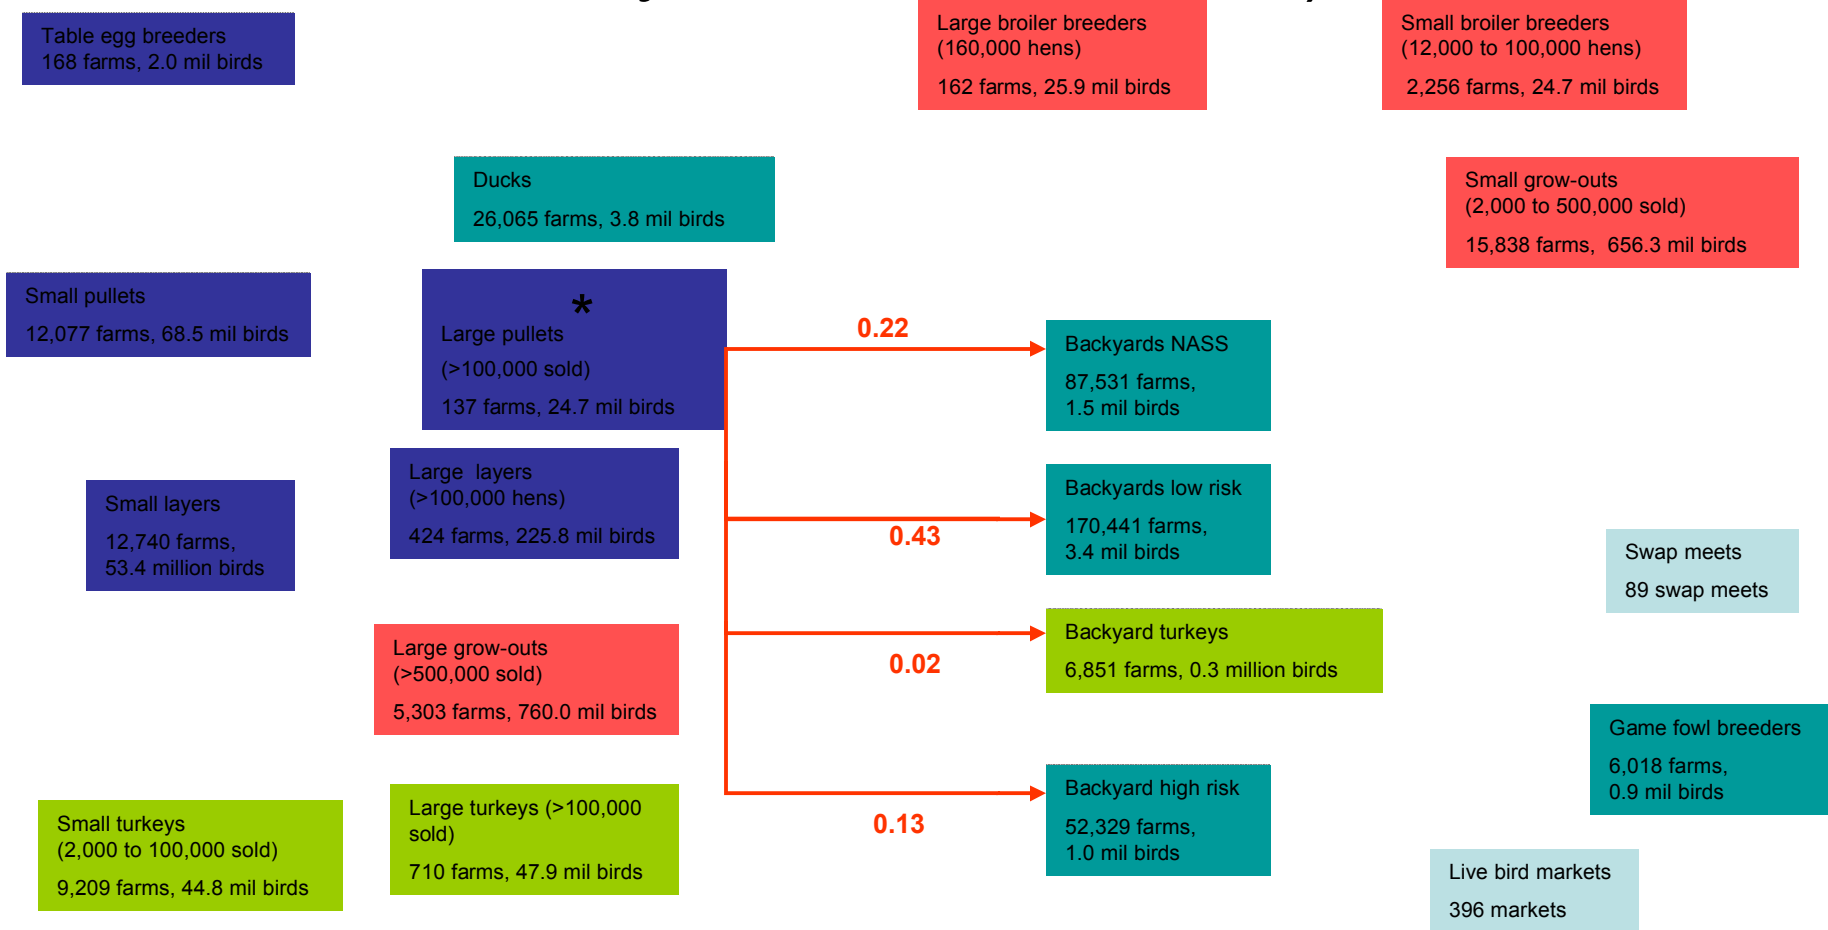 Table egg breeders
168 farms, 2.0 mil birds
Large broiler breeders
(160,000 hens)
162 farms, 25.9 mil birds
Small broiler breeders
(12,000 to 100,000 hens)
2,256 farms, 24.7 mil birds
Ducks
26,065 farms, 3.8 mil birds
Small grow-outs
(2,000 to 500,000 sold)
15,838 farms, 656.3 mil birds
Small pullets
12,077 farms, 68.5 mil birds
*
Large pullets
(>100,000 sold)
137 farms, 24.7 mil birds
0.22
Backyards NASS
87,531 farms,
1.5 mil birds
Small layers
12,740 farms,
53.4 million birds
Large layers
(>100,000 hens)
424 farms, 225.8 mil birds
0.43
Backyards low risk
170,441 farms,
3.4 mil birds
Swap meets
89 swap meets
Large grow-outs
(>500,000 sold)
5,303 farms, 760.0 mil birds
0.02
Backyard turkeys
6,851 farms, 0.3 million birds
Game fowl breeders
6,018 farms,
0.9 mil birds
Small turkeys
(2,000 to 100,000 sold)
9,209 farms, 44.8 mil birds
Large turkeys (>100,000
sold)
710 farms, 47.9 mil birds
0.13
Backyard high risk
52,329 farms,
1.0 mil birds
Live bird markets
396 markets